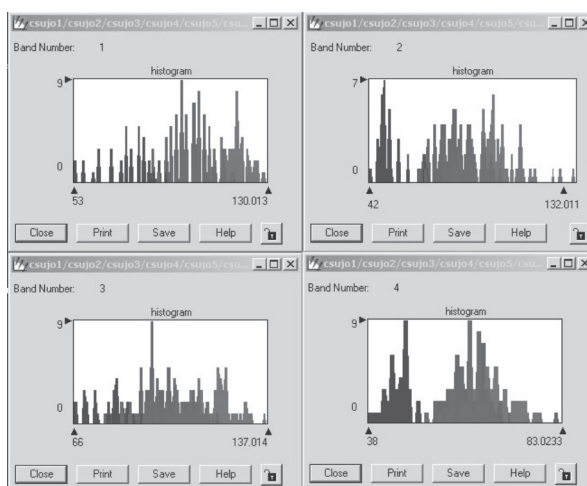 csujo1/csujo2/csujo3/csujo4/csujo5/csu...
Band Number: 1
histogram
9
0
53 130.013
Close Print Save Help
csujo1/csujo2/csujo3/csujo4/csujo5/csu...
Band Number: 2
histogram
7
0
42 132.011
Close Print Save Help
csujo1/csujo2/csujo3/csujo4/csujo5/csu...
Band Number: 3
histogram
9
0
66 137.014
Close Print Save Help
csujo1/csujo2/csujo3/csujo4/csujo5/csu...
Band Number: 4
histogram
9
0
38 83.0233
Close Print Save Help